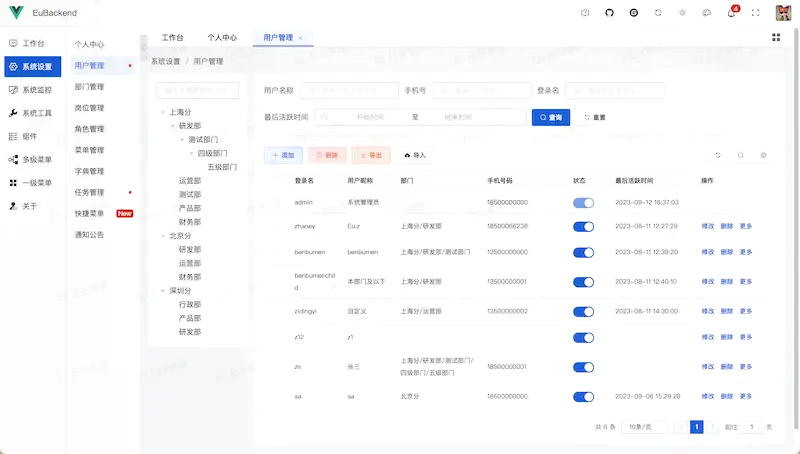 EuBackend
4
工作台
系统设置
系统监控
系统工具
组件
多级菜单
一级菜单
关于
个人中心
用户管理
部门管理
岗位管理
角色管理
菜单管理
字典管理
任务管理
快捷菜单 New
通知公告
工作台 个人中心 用户管理 ×
系统设置 / 用户管理
上海分
研发部
测试部门
四级部门
五级部门
运营部
测试部
产品部
财务部
北京分
研发部
运营部
财务部
深圳分
行政部
产品部
研发部
用户名称 手机号 登录名
最后活跃时间 开始时间 至 结束时间 查询 重置
添加 删除 导出 导入
登录名 用户昵称 部门 手机号码 状态 最后活跃时间 操作
admin 系统管理员 18500000000 2023-09-12 16:37:03
zhaoey Eu.z 上海分/研发部 18500066238 2023-08-11 12:27:29 修改 删除 更多
benbumen benbumen 上海分/研发部/测试部门 13500000000 2023-08-11 12:39:20 修改 删除 更多
benbumenchil
d 本部门及以下 上海分/研发部 13500000001 2023-08-11 12:40:10 修改 删除 更多
zidingyi 自定义 上海分/运营部 13500000002 2023-08-11 14:30:00 修改 删除 更多
z12 z1 修改 删除 更多
zs 张三 上海分/研发部/测试部门/
四级部门/五级部门 18500000001 修改 删除 更多
sa sa 北京分 18600000000 2023-09-06 15:29:28 修改 删除 更多
共 8 条 10条/页 1 前往 1 页